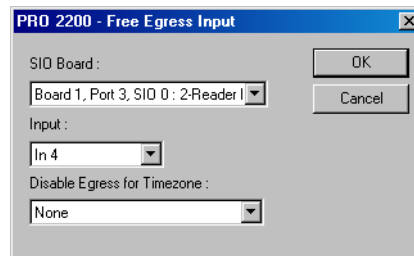 PRO 2200 - Free Egress Input
SIO Board :
OK
Board 1, Port 3, SIO 0 : 2-Reader
Cancel
Input :
In 4
Disable Egress for Timezone :
None